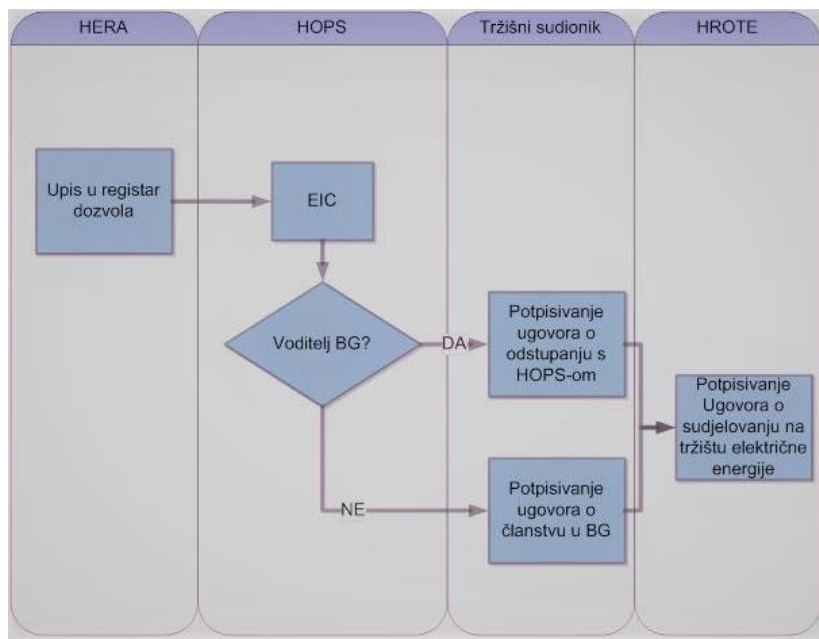 HERA
HOPS
Tržišni sudionik
HROTE
Upis u registar
dozvola
EIC
Voditelj BG?
DA
Potpisivanje
ugovora o
odstupanju s
HOPS-om
Potpisivanje
Ugovora o
sudjelovanju na
tržištu električne
energije
NE
Potpisivanje
ugovora o
članstvu u BG